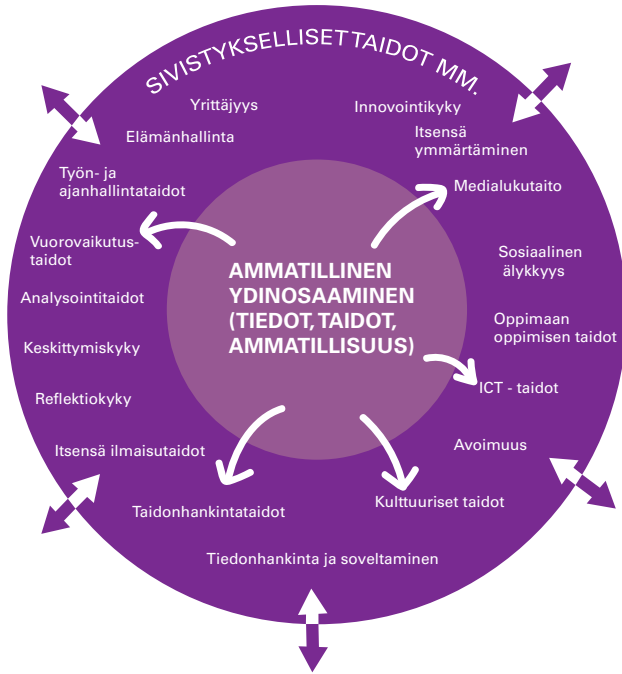 SIVISTYKSELLISET TAIDOT MM.
Yrittäjyys
Innovointikyky
Elämänhallinta
Itsensä
ymmärtäminen
Työn- ja
ajanhallintataidot
Medialukutaito
Vuorovaikutus-
taidot
Sosiaalinen
älykkyys
AMMATILLINEN
YDINOSAAMINEN
(TIEDOT, TAIDOT,
AMMATILLISUUS)
Analysointitaidot
Oppimaan
oppimisen taidot
Keskittymiskyky
ICT - taidot
Reflektiokyky
Avoimuus
Itsensä ilmaisutaidot
Kulttuuriset taidot
Taidonhankintataidot
Tiedonhankinta ja soveltaminen